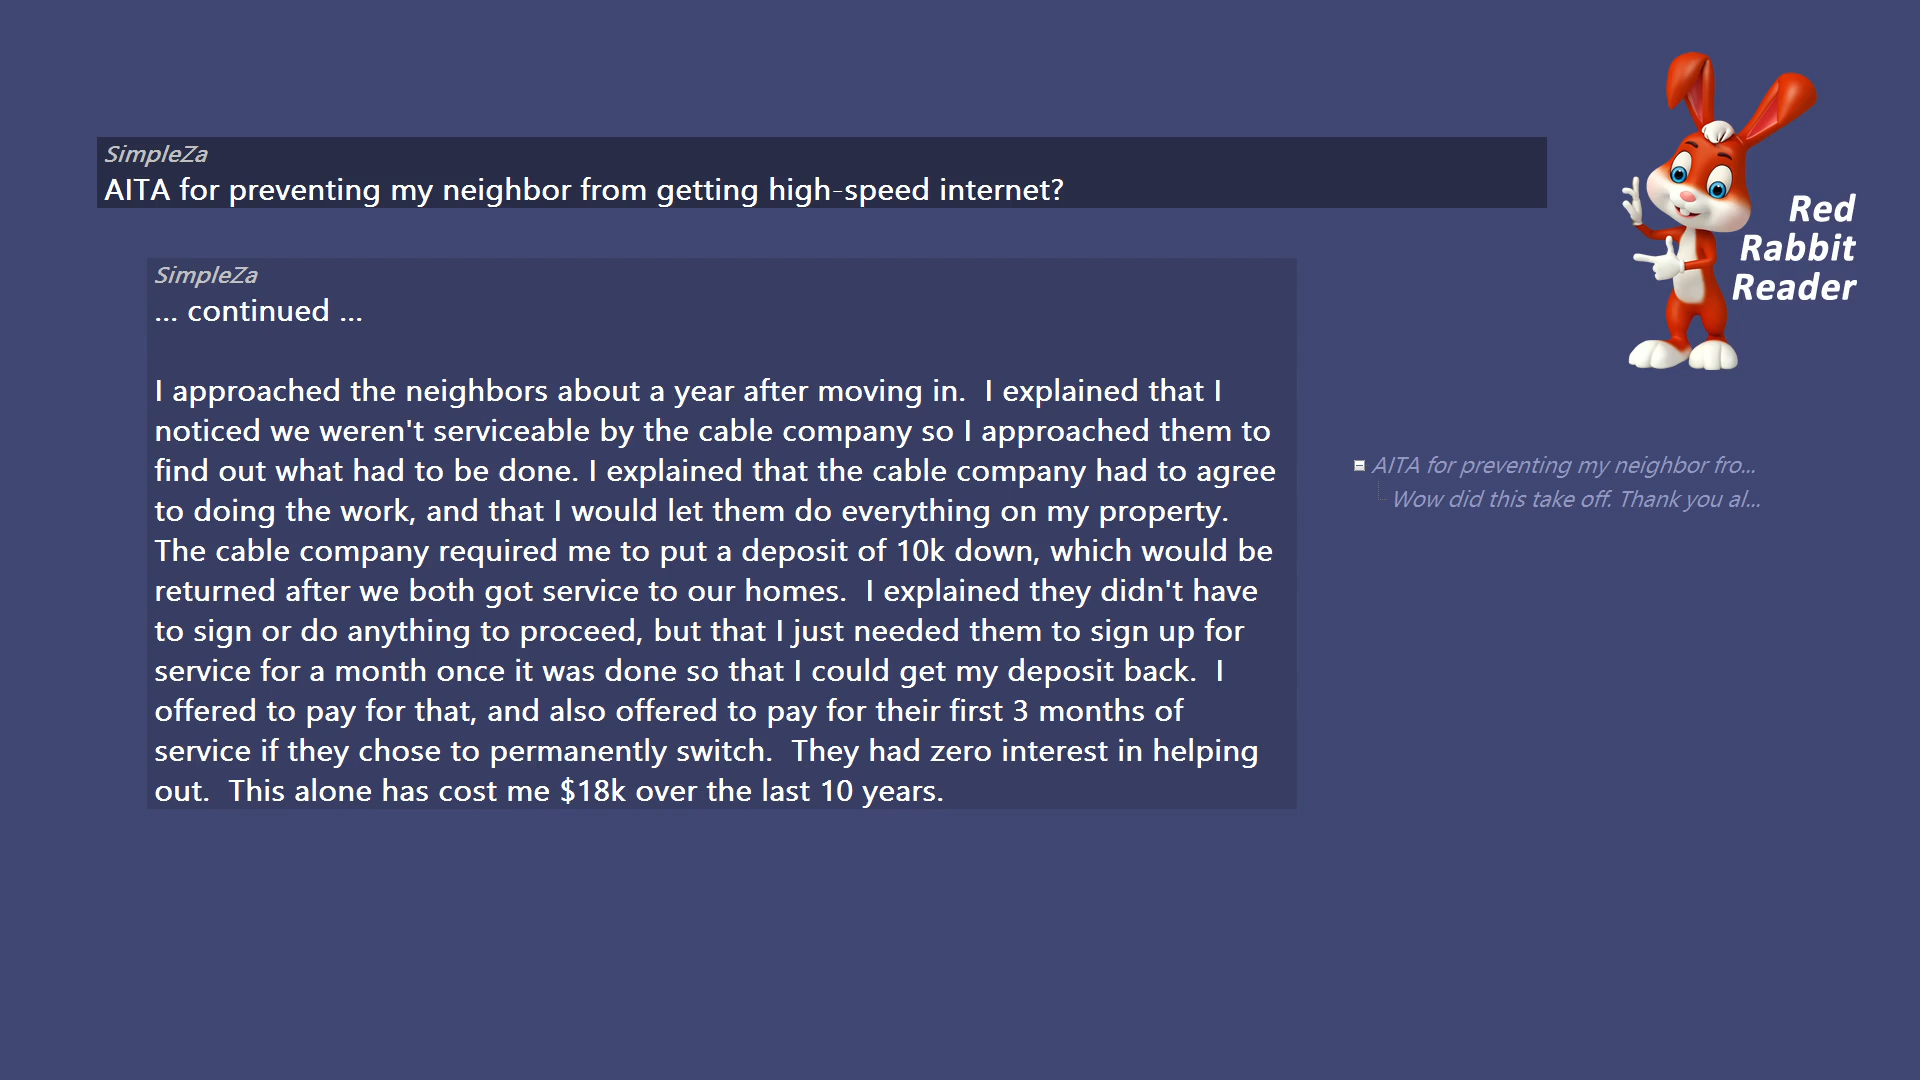 SimpleZa
AITA for preventing my neighbor from getting high-speed internet?
SimpleZa
... continued ...
I approached the neighbors about a year after moving in.  I explained that I
noticed we weren't serviceable by the cable company so I approached them to
find out what had to be done. I explained that the cable company had to agree
to doing the work, and that I would let them do everything on my property.
The cable company required me to put a deposit of 10k down, which would be
returned after we both got service to our homes.  I explained they didn't have
to sign or do anything to proceed, but that I just needed them to sign up for
service for a month once it was done so that I could get my deposit back.  I
offered to pay for that, and also offered to pay for their first 3 months of
service if they chose to permanently switch.  They had zero interest in helping
out.  This alone has cost me $18k over the last 10 years.
Red
Rabbit
Reader
AITA for preventing my neighbor fro...
Wow did this take off. Thank you al...